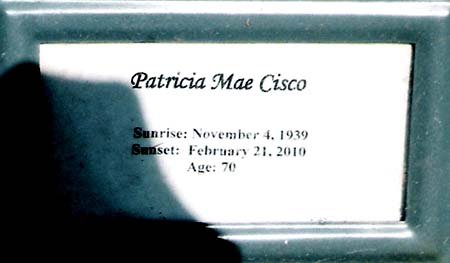 Patricia Mae Cisco
Sunrise: November 4, 1939
Sunset: February 21, 2010
Age: 70